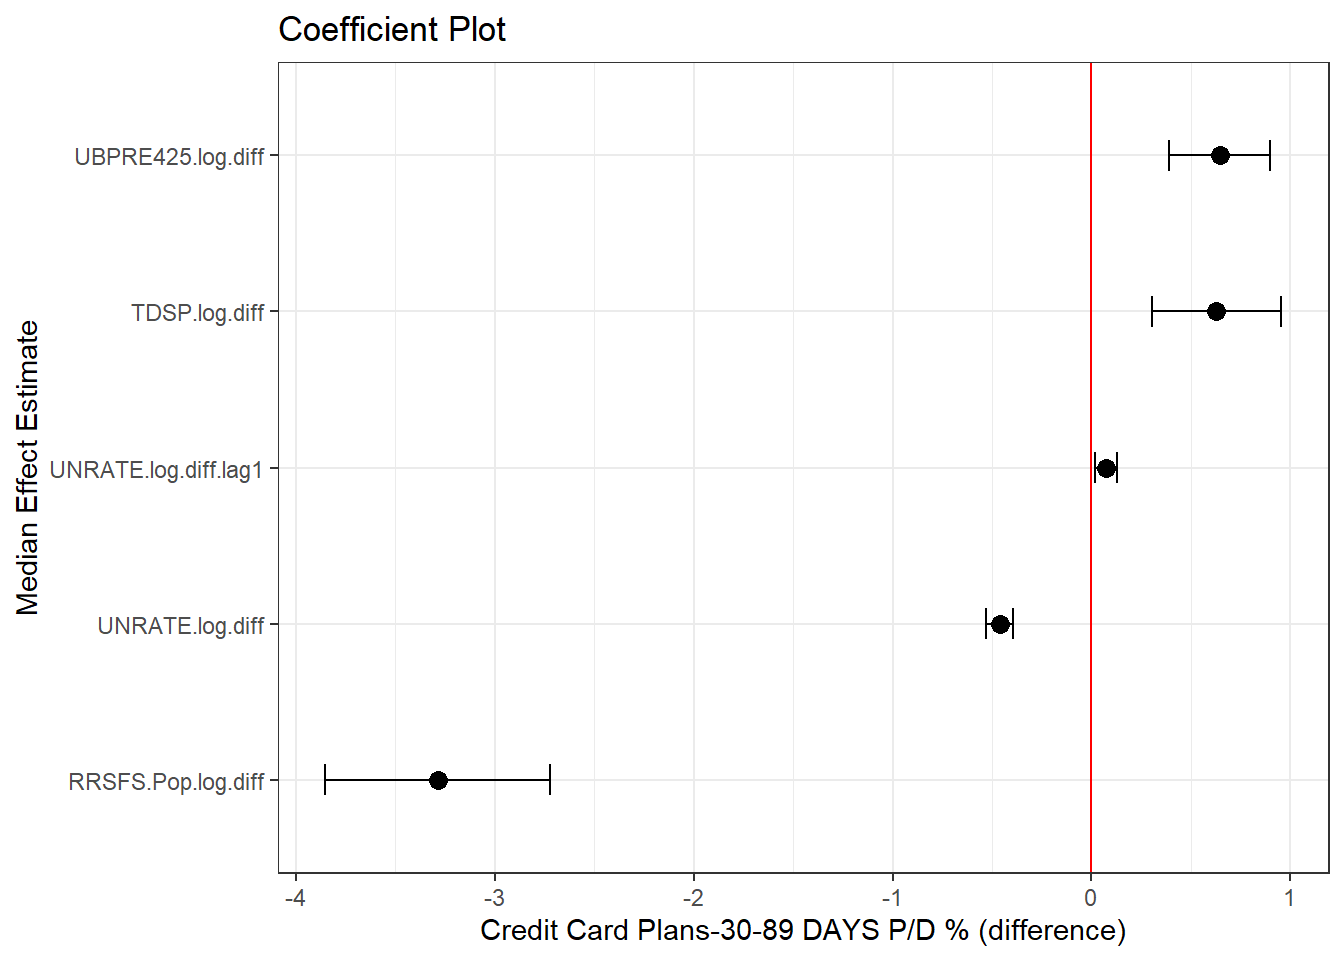 Coefficient Plot
UBPRE425.log.diff
TDSP.log.diff
UNRATE.log.diff.lag1
UNRATE.log.diff
RRSFS.Pop.log.diff
Median Effect Estimate
-4 -3 -2 -1 0 1
Credit Card Plans-30-89 DAYS P/D % (difference)